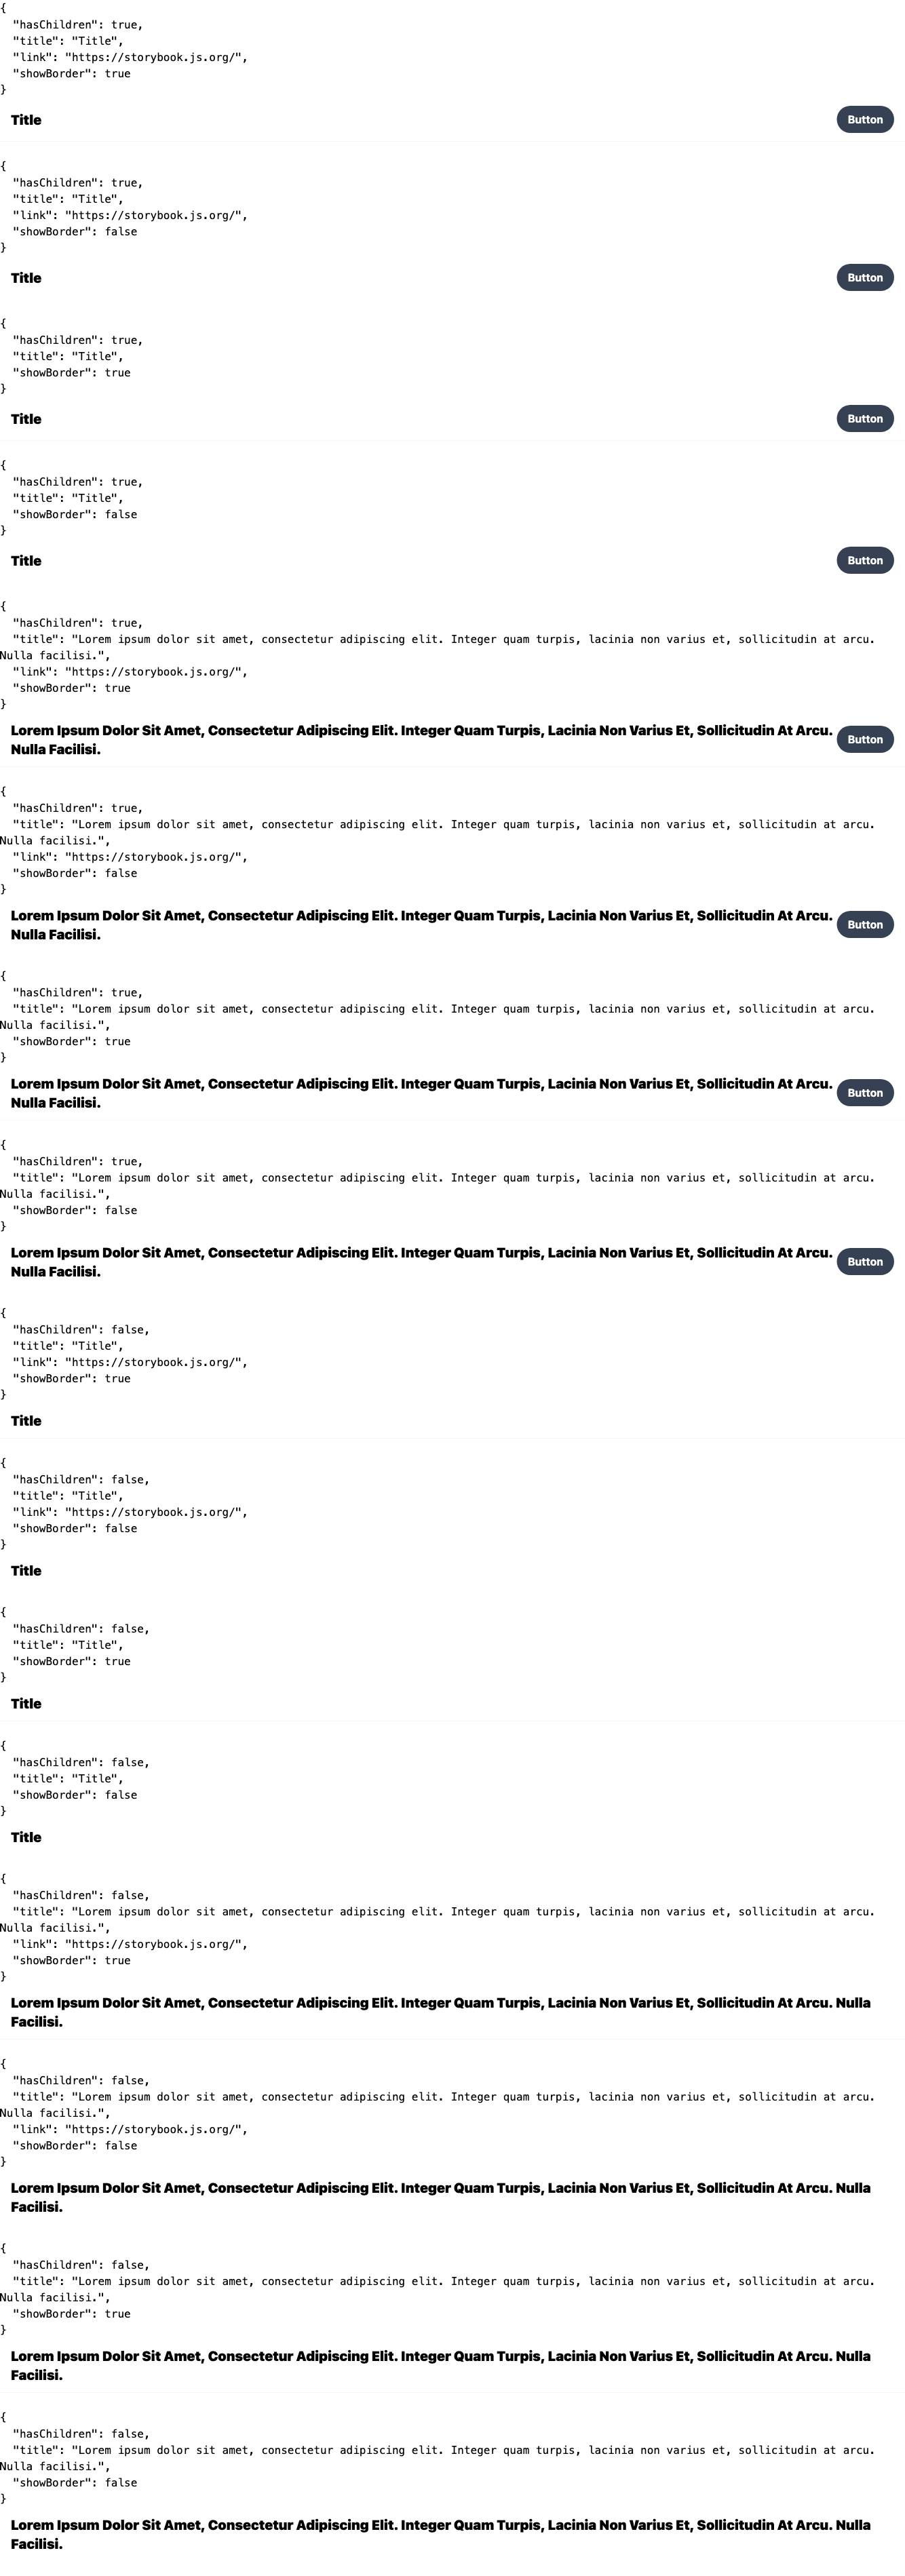 {
  "hasChildren": true,
  "title": "Title",
  "link": "https://storybook.js.org/",
  "showBorder": true
}
Title Button
{
  "hasChildren": true,
  "title": "Title",
  "link": "https://storybook.js.org/",
  "showBorder": false
}
Title Button
{
  "hasChildren": true,
  "title": "Title",
  "showBorder": true
}
Title Button
{
  "hasChildren": true,
  "title": "Title",
  "showBorder": false
}
Title Button
{
  "hasChildren": true,
  "title": "Lorem ipsum dolor sit amet, consectetur adipiscing elit. Integer quam turpis, lacinia non varius et, sollicitudin at arcu.
Nulla facilisi.",
  "link": "https://storybook.js.org/",
  "showBorder": true
}
Lorem Ipsum Dolor Sit Amet, Consectetur Adipiscing Elit. Integer Quam Turpis, Lacinia Non Varius Et, Sollicitudin At Arcu.
Nulla Facilisi.
Button
{
  "hasChildren": true,
  "title": "Lorem ipsum dolor sit amet, consectetur adipiscing elit. Integer quam turpis, lacinia non varius et, sollicitudin at arcu.
Nulla facilisi.",
  "link": "https://storybook.js.org/",
  "showBorder": false
}
Lorem Ipsum Dolor Sit Amet, Consectetur Adipiscing Elit. Integer Quam Turpis, Lacinia Non Varius Et, Sollicitudin At Arcu.
Nulla Facilisi.
Button
{
  "hasChildren": true,
  "title": "Lorem ipsum dolor sit amet, consectetur adipiscing elit. Integer quam turpis, lacinia non varius et, sollicitudin at arcu.
Nulla facilisi.",
  "showBorder": true
}
Lorem Ipsum Dolor Sit Amet, Consectetur Adipiscing Elit. Integer Quam Turpis, Lacinia Non Varius Et, Sollicitudin At Arcu.
Nulla Facilisi.
Button
{
  "hasChildren": true,
  "title": "Lorem ipsum dolor sit amet, consectetur adipiscing elit. Integer quam turpis, lacinia non varius et, sollicitudin at arcu.
Nulla facilisi.",
  "showBorder": false
}
Lorem Ipsum Dolor Sit Amet, Consectetur Adipiscing Elit. Integer Quam Turpis, Lacinia Non Varius Et, Sollicitudin At Arcu.
Nulla Facilisi.
Button
{
  "hasChildren": false,
  "title": "Title",
  "link": "https://storybook.js.org/",
  "showBorder": true
}
Title
{
  "hasChildren": false,
  "title": "Title",
  "link": "https://storybook.js.org/",
  "showBorder": false
}
Title
{
  "hasChildren": false,
  "title": "Title",
  "showBorder": true
}
Title
{
  "hasChildren": false,
  "title": "Title",
  "showBorder": false
}
Title
{
  "hasChildren": false,
  "title": "Lorem ipsum dolor sit amet, consectetur adipiscing elit. Integer quam turpis, lacinia non varius et, sollicitudin at arcu.
Nulla facilisi.",
  "link": "https://storybook.js.org/",
  "showBorder": true
}
Lorem Ipsum Dolor Sit Amet, Consectetur Adipiscing Elit. Integer Quam Turpis, Lacinia Non Varius Et, Sollicitudin At Arcu. Nulla
Facilisi.
{
  "hasChildren": false,
  "title": "Lorem ipsum dolor sit amet, consectetur adipiscing elit. Integer quam turpis, lacinia non varius et, sollicitudin at arcu.
Nulla facilisi.",
  "link": "https://storybook.js.org/",
  "showBorder": false
}
Lorem Ipsum Dolor Sit Amet, Consectetur Adipiscing Elit. Integer Quam Turpis, Lacinia Non Varius Et, Sollicitudin At Arcu. Nulla
Facilisi.
{
  "hasChildren": false,
  "title": "Lorem ipsum dolor sit amet, consectetur adipiscing elit. Integer quam turpis, lacinia non varius et, sollicitudin at arcu.
Nulla facilisi.",
  "showBorder": true
}
Lorem Ipsum Dolor Sit Amet, Consectetur Adipiscing Elit. Integer Quam Turpis, Lacinia Non Varius Et, Sollicitudin At Arcu. Nulla
Facilisi.
{
  "hasChildren": false,
  "title": "Lorem ipsum dolor sit amet, consectetur adipiscing elit. Integer quam turpis, lacinia non varius et, sollicitudin at arcu.
Nulla facilisi.",
  "showBorder": false
}
Lorem Ipsum Dolor Sit Amet, Consectetur Adipiscing Elit. Integer Quam Turpis, Lacinia Non Varius Et, Sollicitudin At Arcu. Nulla
Facilisi.